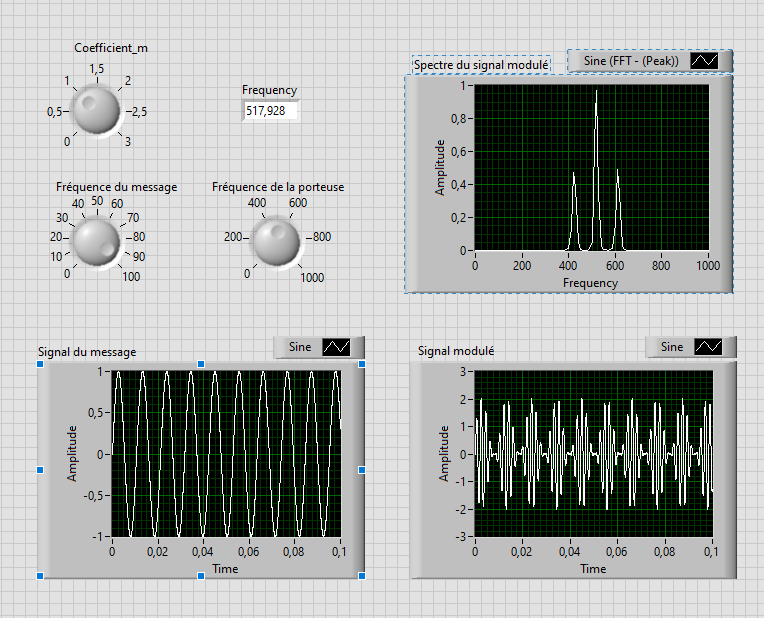 Coefficient_m
0
0,5
1
1,5
2
2,5
3
Frequency
517,928
Fréquence du message
0
10
20
30
40
50
60
70
80
90
100
Fréquence de la porteuse
0
200
400
600
800
1000
Spectre du signal modulé
Sine (FFT - (Peak))
Amplitude
1
0,8
0,6
0,4
0,2
0
0 200 400 600 800 1000
Frequency
Signal du message
Sine
Amplitude
1
0,5
0
-0,5
-1
0 0,02 0,04 0,06 0,08 0,1
Time
Signal modulé
Sine
Amplitude
3
2
1
0
-1
-2
-3
0 0,02 0,04 0,06 0,08 0,1
Time